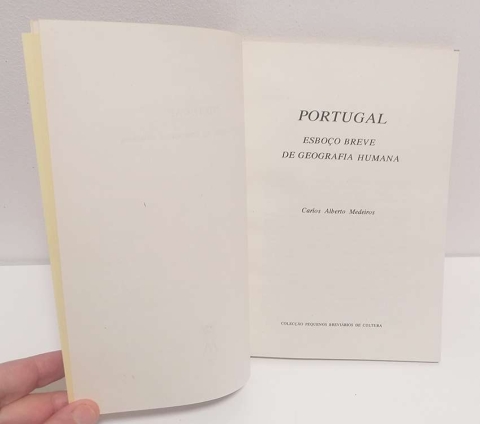 PORTUGAL
ESBOÇO BREVE
DE GEOGRAFIA HUMANA
Carlos Alberto Medeiros
COLECÇÃO PEQUENOS BREVIÁRIOS DE CULTURA